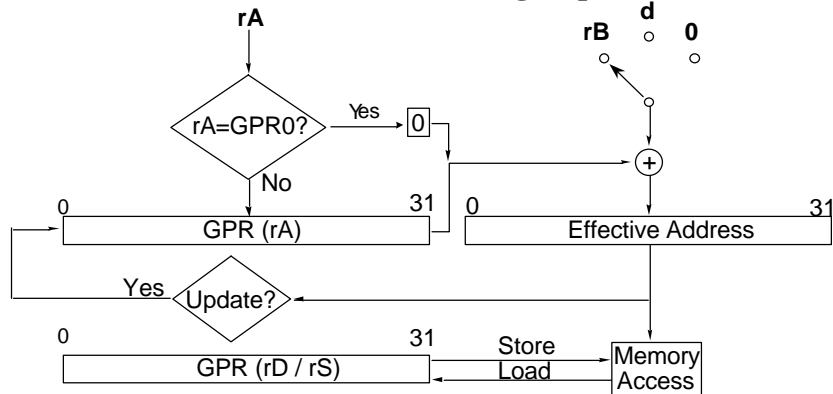 rA
d
rB
0
rA=GPR0?
Yes
0
+
No
0
31
GPR (rA)
0
31
Effective Address
Yes
Update?
0
31
GPR (rD / rS)
Store
Load
Memory
Access